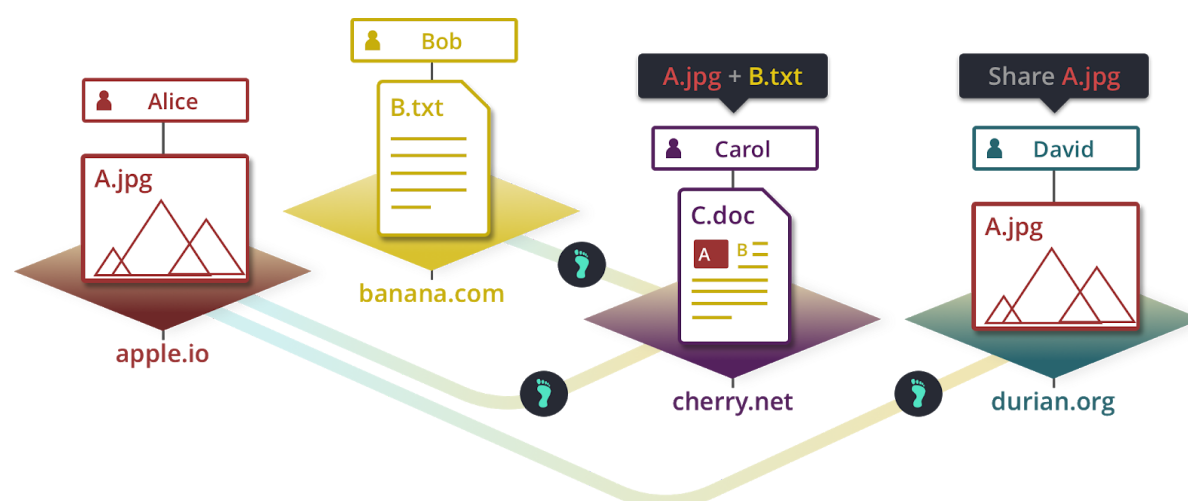 Alice
A.jpg
apple.io
Bob
B.txt
banana.com
A.jpg + B.txt
Carol
C.doc
A
B
cherry.net
Share A.jpg
David
A.jpg
durian.org